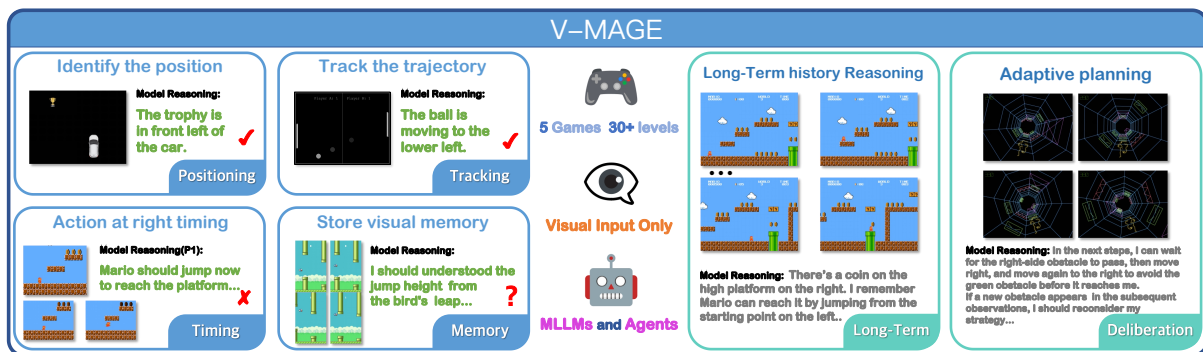 V-MAGE
Identify the position
Model Reasoning:
The trophy is
in front left of
the car.
Positioning
Track the trajectory
Model Reasoning:
The ball is
moving to the
lower left.
Tracking
Action at right timing
Model Reasoning(P1):
Mario should jump now
to reach the platform...
Timing
Store visual memory
Model Reasoning:
I should understood the
jump height from
the bird's leap...
?
Memory
5 Games 30+ levels
Visual Input Only
MLLMs and Agents
Long-Term history Reasoning
Model Reasoning: There's a coin on the
high platform on the right. I remember
Mario can reach it by jumping from the
starting point on the left..
Long-Term
Adaptive planning
Model Reasoning: In the next steps, I can wait
for the right-side obstacle to pass, then move
right, and move again to the right to avoid the
green obstacle before it reaches me.
If a new obstacle appears in the subsequent
observations, I should reconsider my
strategy...
Deliberation